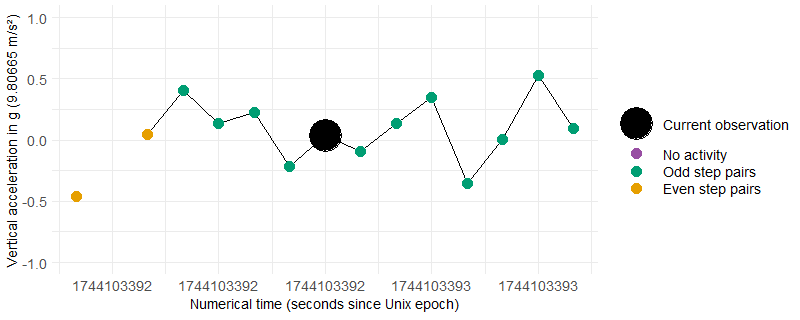 Vertical acceleration in g (9.80665 m/s²)
1.0
0.5
0.0
-0.5
-1.0
1744103392 1744103392 1744103392 1744103393 1744103393
Numerical time (seconds since Unix epoch)
Current observation
No activity
Odd step pairs
Even step pairs